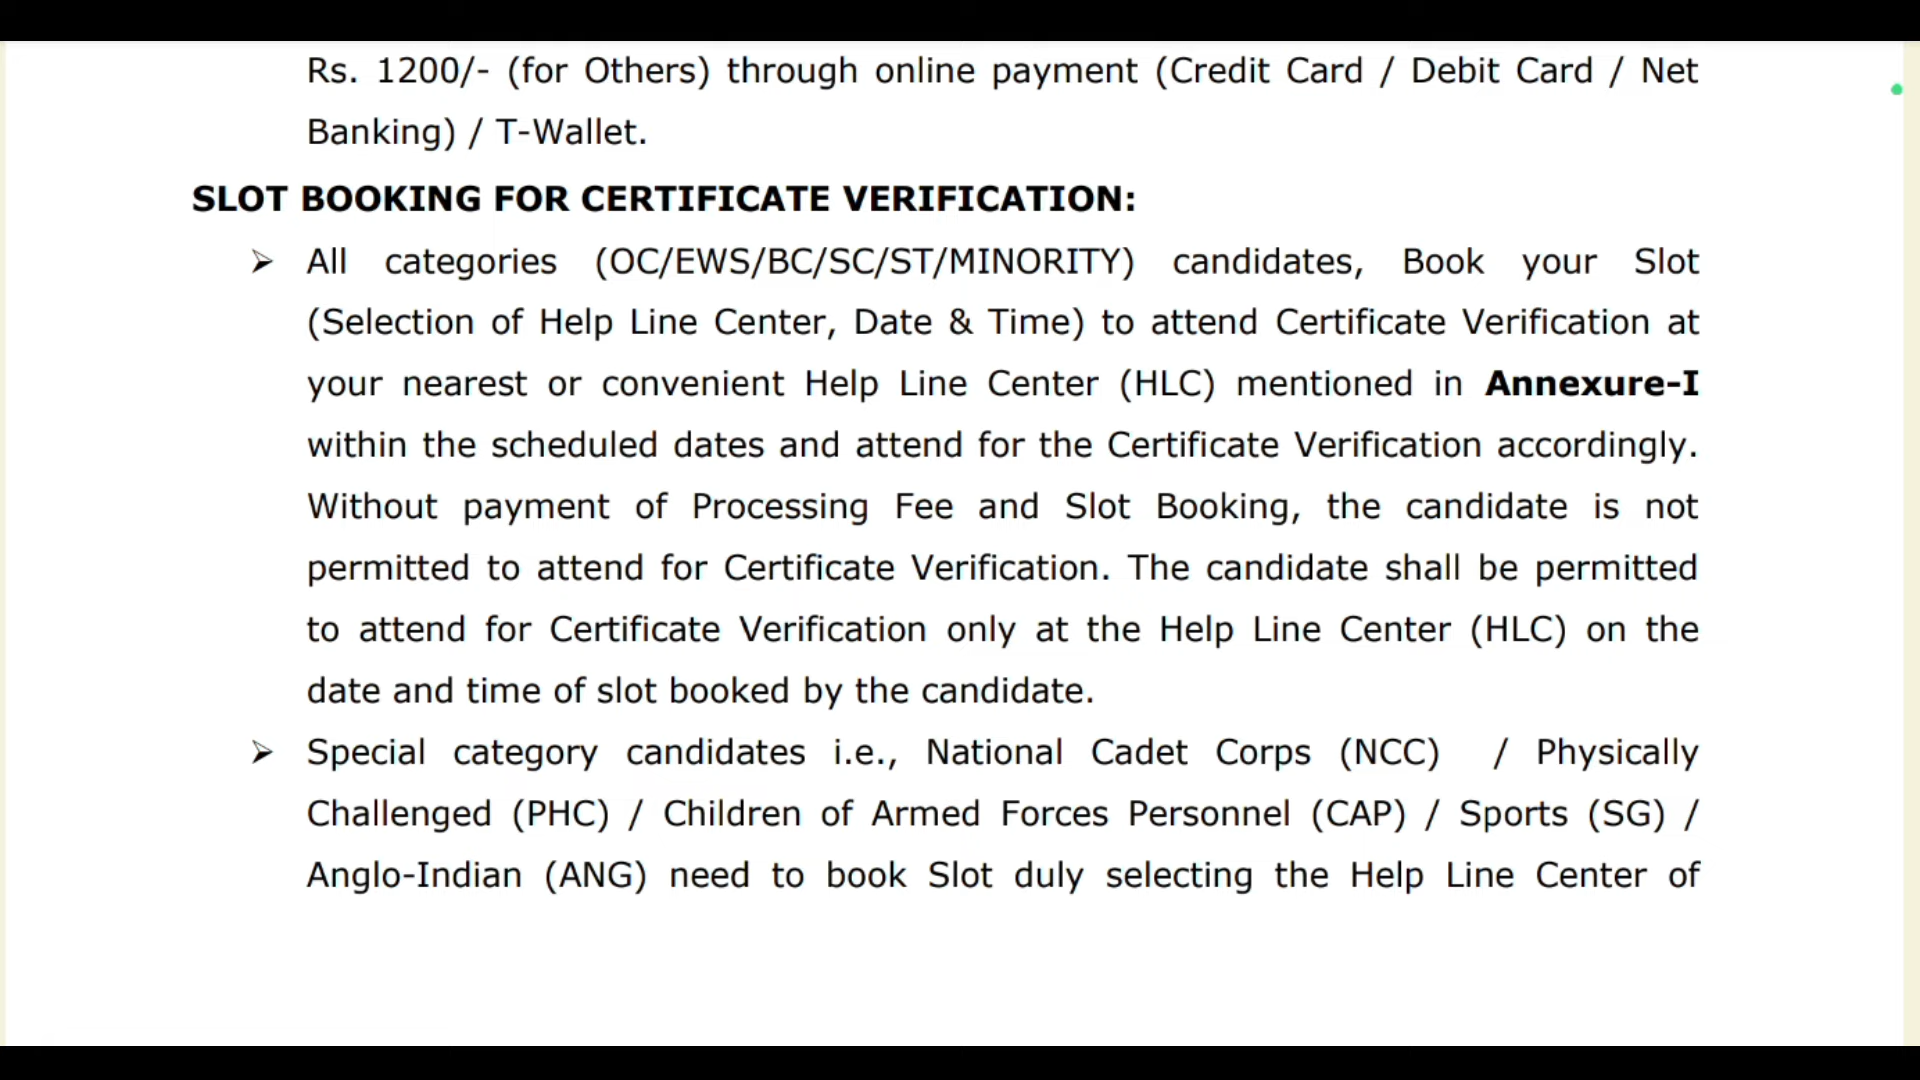 Rs. 1200/- (for Others) through online payment (Credit Card / Debit Card / Net
Banking) / T-Wallet.
SLOT BOOKING FOR CERTIFICATE VERIFICATION:
➢ All categories (OC/EWS/BC/SC/ST/MINORITY) candidates, Book your Slot
(Selection of Help Line Center, Date & Time) to attend Certificate Verification at
your nearest or convenient Help Line Center (HLC) mentioned in Annexure-I
within the scheduled dates and attend for the Certificate Verification accordingly.
Without payment of Processing Fee and Slot Booking, the candidate is not
permitted to attend for Certificate Verification. The candidate shall be permitted
to attend for Certificate Verification only at the Help Line Center (HLC) on the
date and time of slot booked by the candidate.
➢ Special category candidates i.e., National Cadet Corps (NCC) / Physically
Challenged (PHC) / Children of Armed Forces Personnel (CAP) / Sports (SG) /
Anglo-Indian (ANG) need to book Slot duly selecting the Help Line Center of